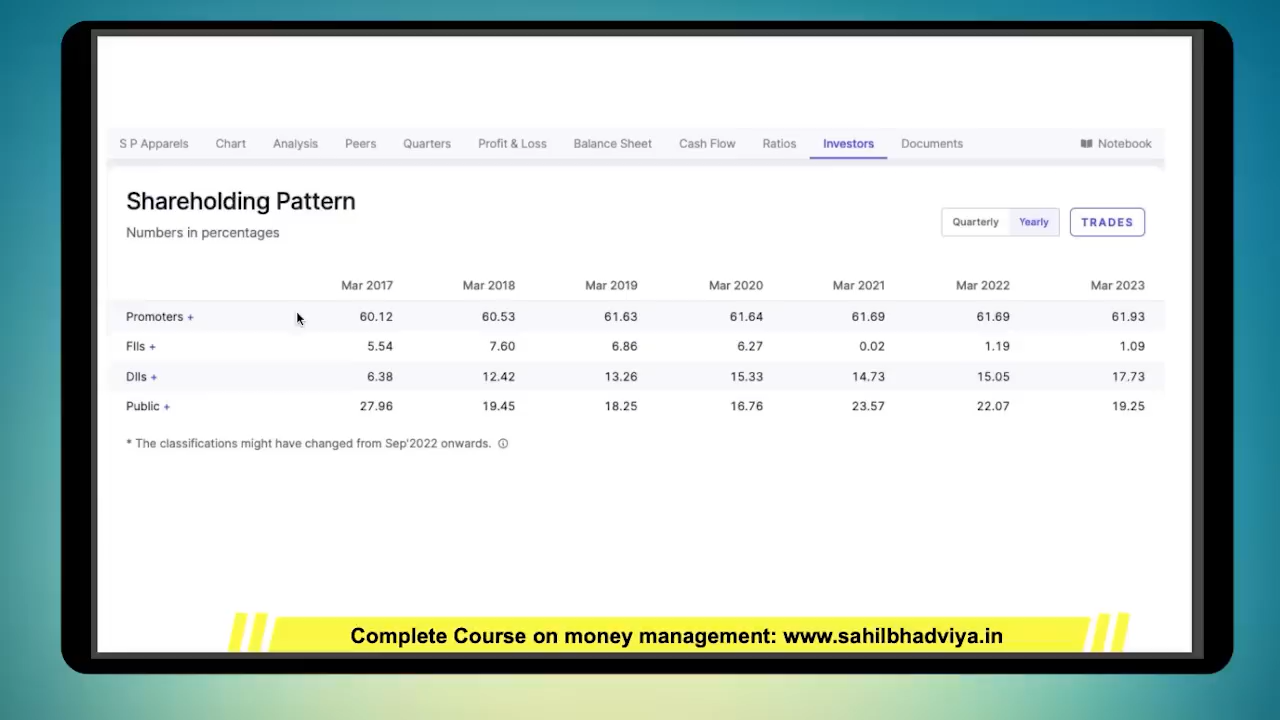 S P Apparels Chart Analysis Peers Quarters Profit & Loss Balance Sheet Cash Flow Ratios Investors Documents Notebook
Shareholding Pattern
Numbers in percentages
Quarterly Yearly TRADES
Mar 2017 Mar 2018 Mar 2019 Mar 2020 Mar 2021 Mar 2022 Mar 2023
Promoters + 60.12 60.53 61.63 61.64 61.69 61.69 61.93
FIIs + 5.54 7.60 6.86 6.27 0.02 1.19 1.09
DIIs + 6.38 12.42 13.26 15.33 14.73 15.05 17.73
Public + 27.96 19.45 18.25 16.76 23.57 22.07 19.25
* The classifications might have changed from Sep'2022 onwards.
Complete Course on money management: www.sahilbhadviya.in